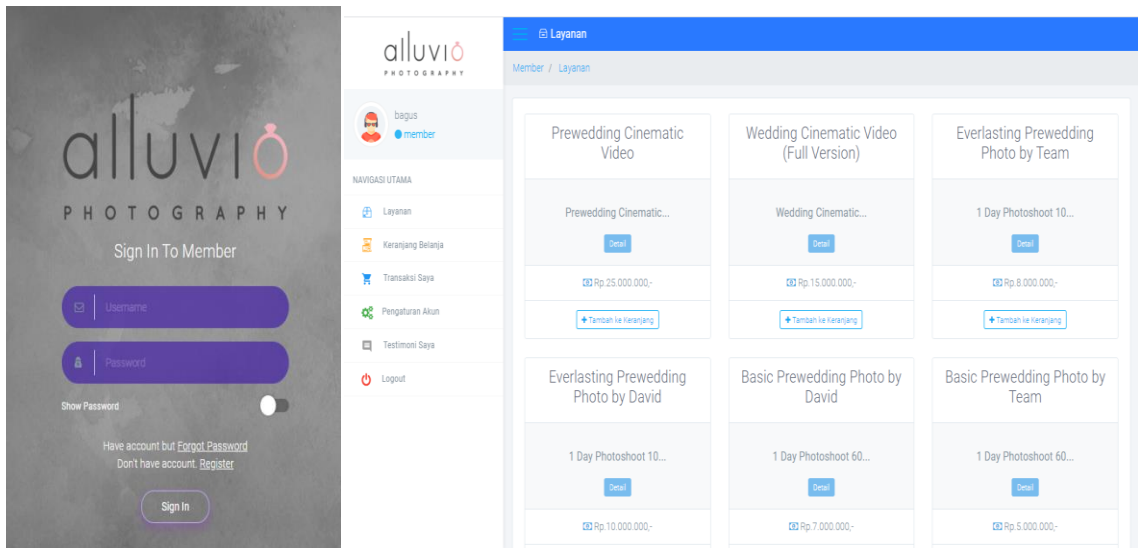 alluvio
PHOTOGRAPHY
Sign In To Member
Username
Password
Show Password
Have account but Forgot Password
Don't have account. Register
Sign In
alluvio
PHOTOGRAPHY
bagus
member
NAVIGASI UTAMA
Layanan
Keranjang Belanja
Transaksi Saya
Pengaturan Akun
Testimoni Saya
Logout
Layanan
Member / Layanan
Prewedding Cinematic
Video
Prewedding Cinematic...
Detail
Rp.25.000.000,-
+ Tambah ke Keranjang
Wedding Cinematic Video
(Full Version)
Wedding Cinematic...
Detail
Rp.15.000.000,-
+ Tambah ke Keranjang
Everlasting Prewedding
Photo by Team
1 Day Photoshoot 10...
Detail
Rp.8.000.000,-
+ Tambah ke Keranjang
Everlasting Prewedding
Photo by David
1 Day Photoshoot 10...
Detail
Rp.10.000.000,-
Basic Prewedding Photo by
David
1 Day Photoshoot 60...
Detail
Rp.7.000.000,-
Basic Prewedding Photo by
Team
1 Day Photoshoot 60...
Detail
Rp.5.000.000,-